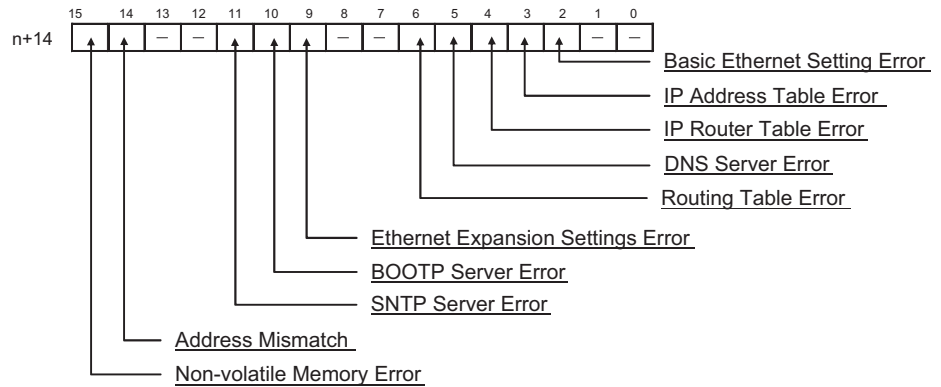 15 14 13 12 11 10 9 8 7 6 5 4 3 2 1 0
n+14 – – – – – –
Basic Ethernet Setting Error
IP Address Table Error
IP Router Table Error
DNS Server Error
Routing Table Error
Ethernet Expansion Settings Error
BOOTP Server Error
SNTP Server Error
Address Mismatch
Non-volatile Memory Error